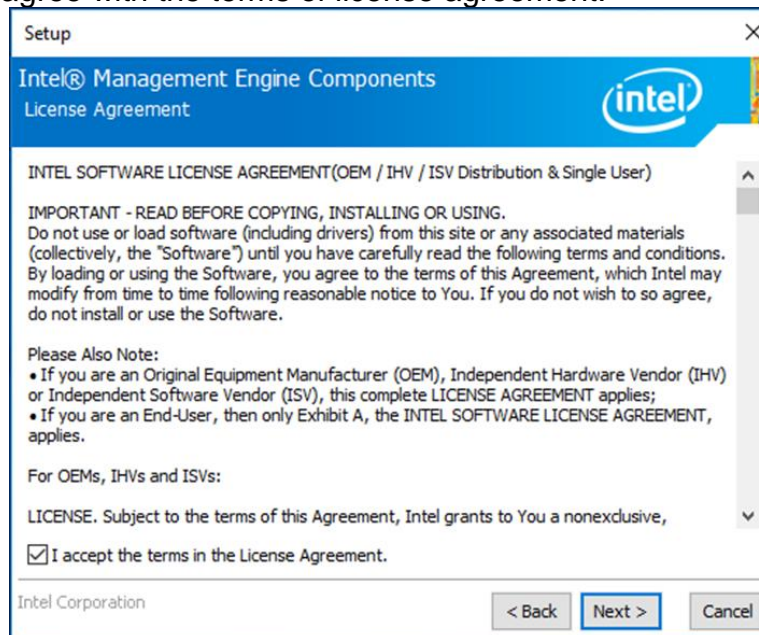 agree with the terms of license agreement.
Setup
Intel® Management Engine Components
License Agreement
intel
INTEL SOFTWARE LICENSE AGREEMENT(OEM / IHV / ISV Distribution & Single User)
IMPORTANT - READ BEFORE COPYING, INSTALLING OR USING.
Do not use or load software (including drivers) from this site or any associated materials
(collectively, the "Software") until you have carefully read the following terms and conditions.
By loading or using the Software, you agree to the terms of this Agreement, which Intel may
modify from time to time following reasonable notice to You. If you do not wish to so agree,
do not install or use the Software.
Please Also Note:
• If you are an Original Equipment Manufacturer (OEM), Independent Hardware Vendor (IHV)
or Independent Software Vendor (ISV), this complete LICENSE AGREEMENT applies;
• If you are an End-User, then only Exhibit A, the INTEL SOFTWARE LICENSE AGREEMENT,
applies.
For OEMs, IHVs and ISVs:
LICENSE. Subject to the terms of this Agreement, Intel grants to You a nonexclusive,
I accept the terms in the License Agreement.
Intel Corporation
< Back Next > Cancel